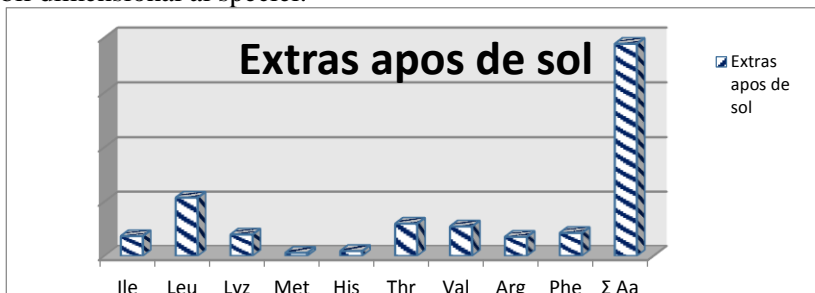 Extras apos de sol
Extras
apos de
sol
Ile Leu Lyz Met His Thr Val Arg Phe Σ Aa